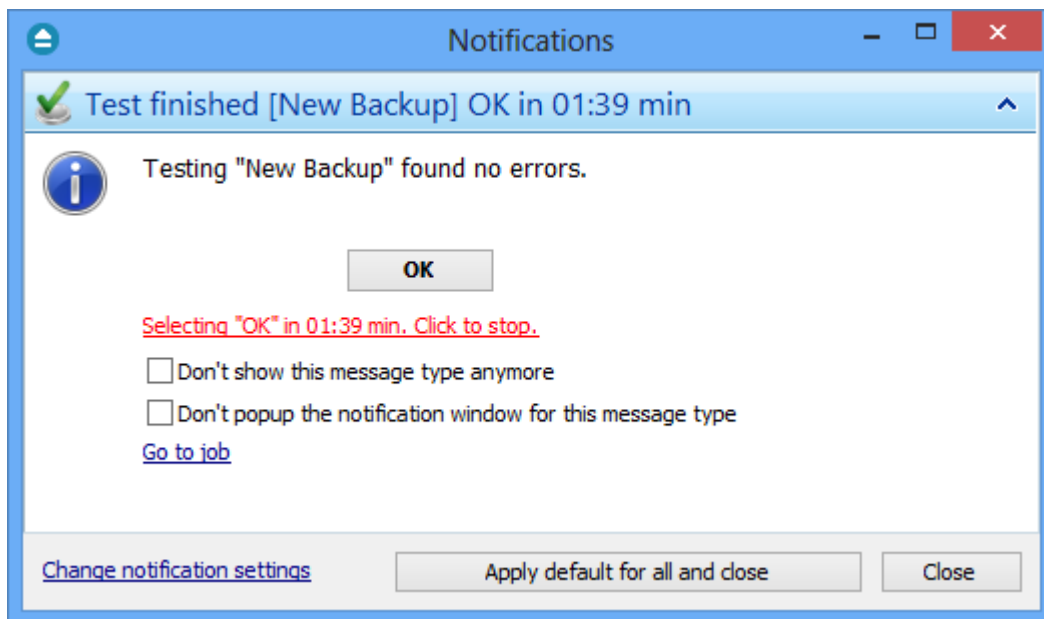 Notifications
Test finished [New Backup] OK in 01:39 min
Testing "New Backup" found no errors.
OK
Selecting "OK" in 01:39 min. Click to stop.
Don't show this message type anymore
Don't popup the notification window for this message type
Go to job
Change notification settings
Apply default for all and close
Close